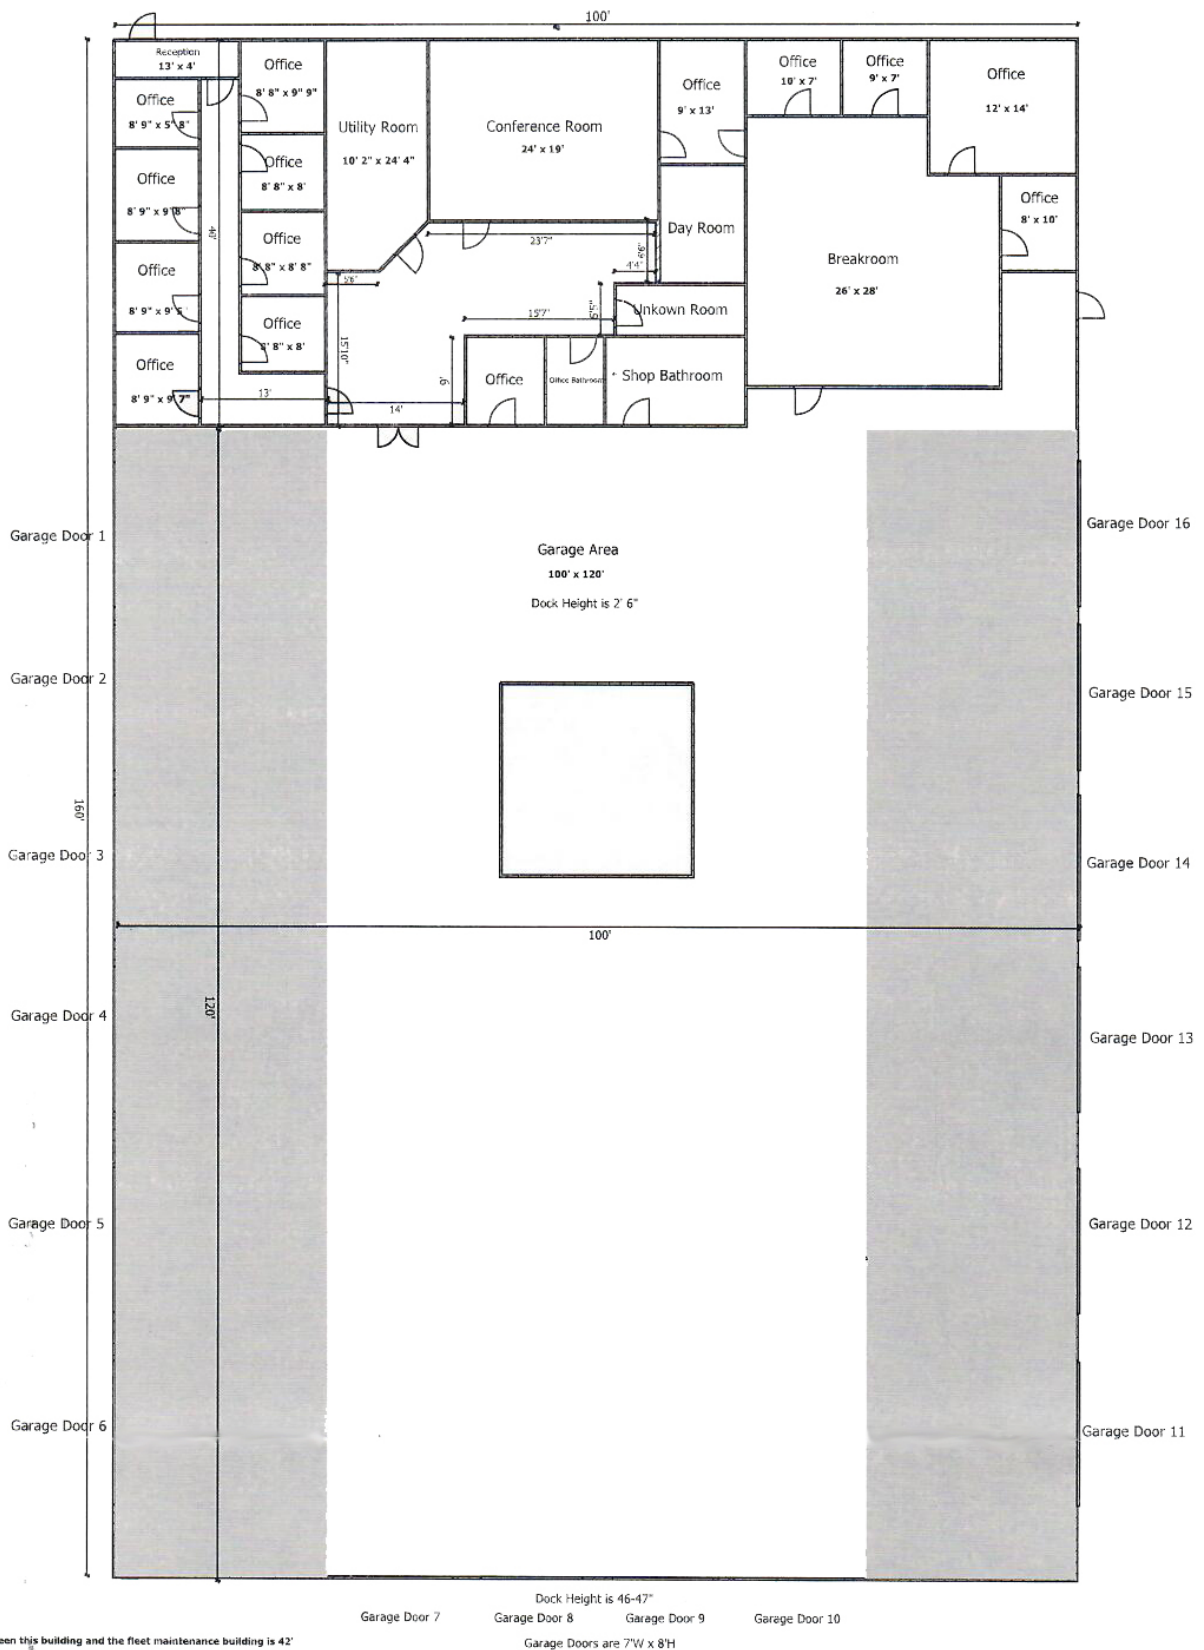 100'
Reception
13' x 4'
Office
8' 8" x 9" 9"
Office
8' 9" x 5" 8"
Utility Room
10' 2" x 24' 4"
Conference Room
24' x 19'
Office
9' x 13'
Office
10' x 7'
Office
9' x 7'
Office
12' x 14'
Office
8' 8" x 8'
Office
8' 9" x 9' 8"
Office
8' x 10'
40'
Day Room
Office
8' 8" x 8' 8"
23'7"
Breakroom
26' x 28'
Office
8' 9" x 9' 5"
4'4"
5'6"
Unkown Room
15'7"
5'5"
Office
8' 8" x 8'
15'10"
Office
8' 9" x 9' 7"
Office
Office Bathroom
Shop Bathroom
9'
13'
14'
Garage Door 1
Garage Door 16
Garage Area
100' x 120'
Dock Height is 2' 6"
Garage Door 2
Garage Door 15
160'
Garage Door 3
Garage Door 14
100'
120'
Garage Door 4
Garage Door 13
Garage Door 5
Garage Door 12
Garage Door 6
Garage Door 11
Dock Height is 46-47"
Garage Door 7
Garage Door 8
Garage Door 9
Garage Door 10
een this building and the fleet maintenance building is 42'
Garage Doors are 7'W x 8'H